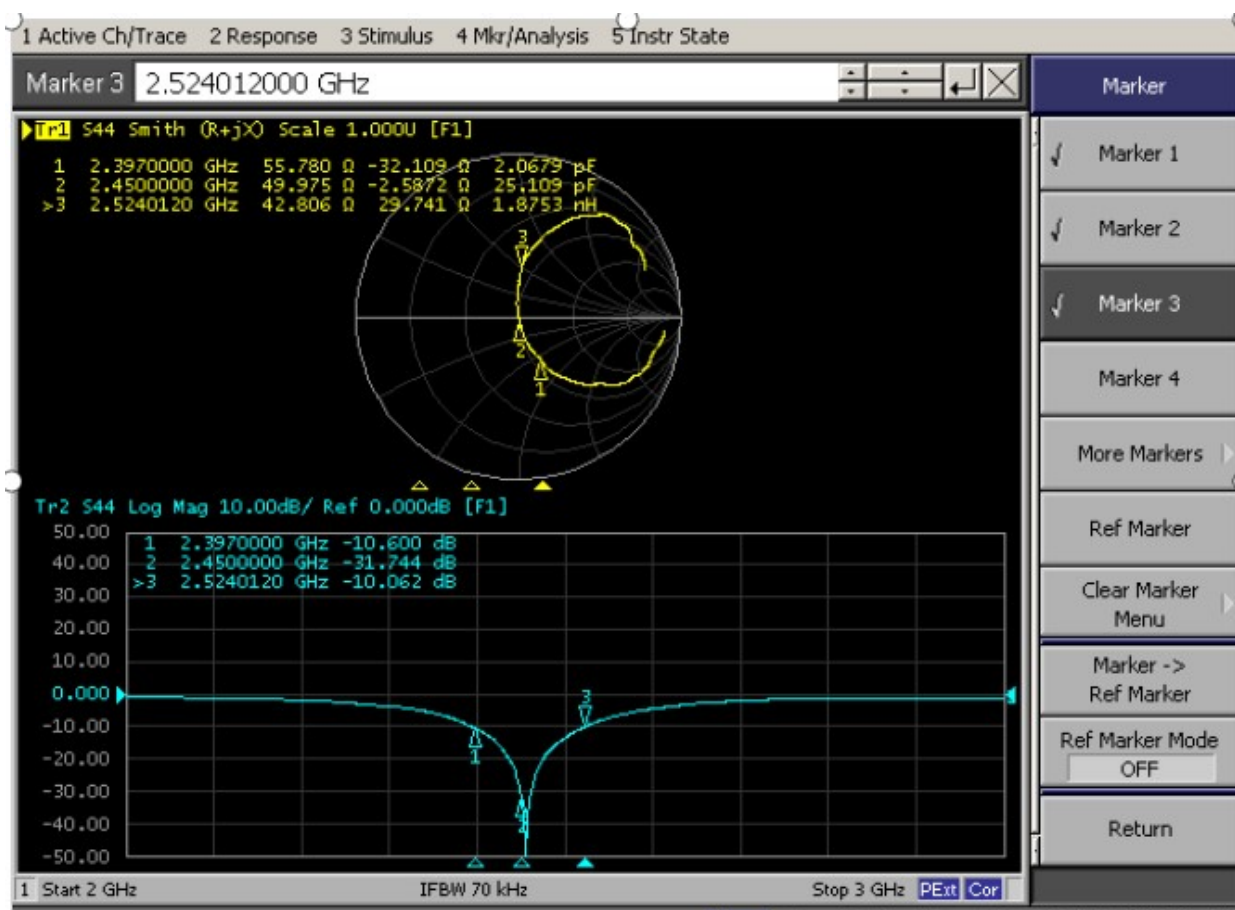 1 Active Ch/Trace 2 Response 3 Stimulus 4 Mkr/Analysis 5 Instr State
Marker 3 2.524012000 GHz
Marker
Tr1 S44 Smith (R+jX) Scale 1.000U [F1]
1 2.3970000 GHz 55.780 Ω -32.109 Ω 2.0679 pF
2 2.4500000 GHz 49.975 Ω -2.5872 Ω 25.109 pF
>3 2.5240120 GHz 42.806 Ω 29.741 Ω 1.8753 nH
3
2
1
Tr2 S44 Log Mag 10.00dB/ Ref 0.000dB [F1]
50.00
40.00
30.00
20.00
10.00
0.000
-10.00
-20.00
-30.00
-40.00
-50.00
1 2.3970000 GHz -10.600 dB
2 2.4500000 GHz -31.744 dB
>3 2.5240120 GHz -10.062 dB
3
1
2
1 Start 2 GHz IFBW 70 kHz Stop 3 GHz PExt Cor
Marker 1
Marker 2
Marker 3
Marker 4
More Markers
Ref Marker
Clear Marker
Menu
Marker ->
Ref Marker
Ref Marker Mode
OFF
Return